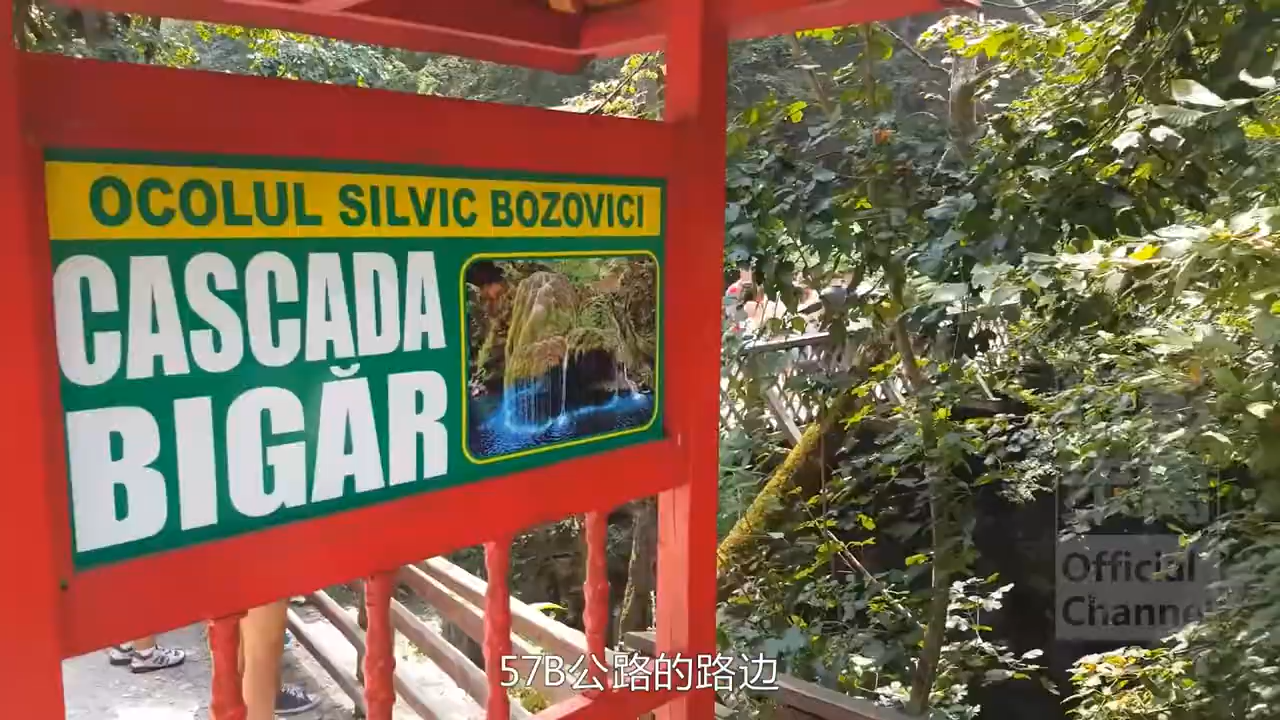 OCOLUL SILVIC BOZOVICI
CASCADA
BIGĂR
Official
Channel
57B公路的路边